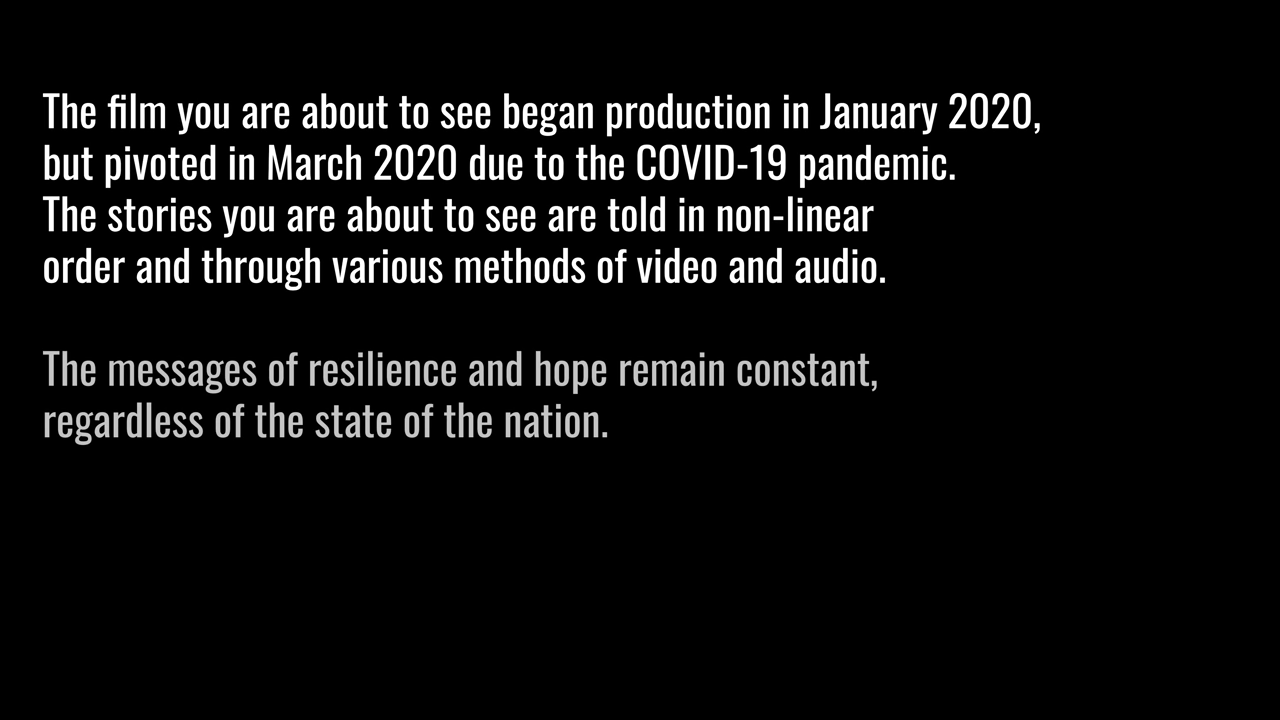 The film you are about to see began production in January 2020,
but pivoted in March 2020 due to the COVID-19 pandemic.
The stories you are about to see are told in non-linear
order and through various methods of video and audio.
The messages of resilience and hope remain constant,
regardless of the state of the nation.